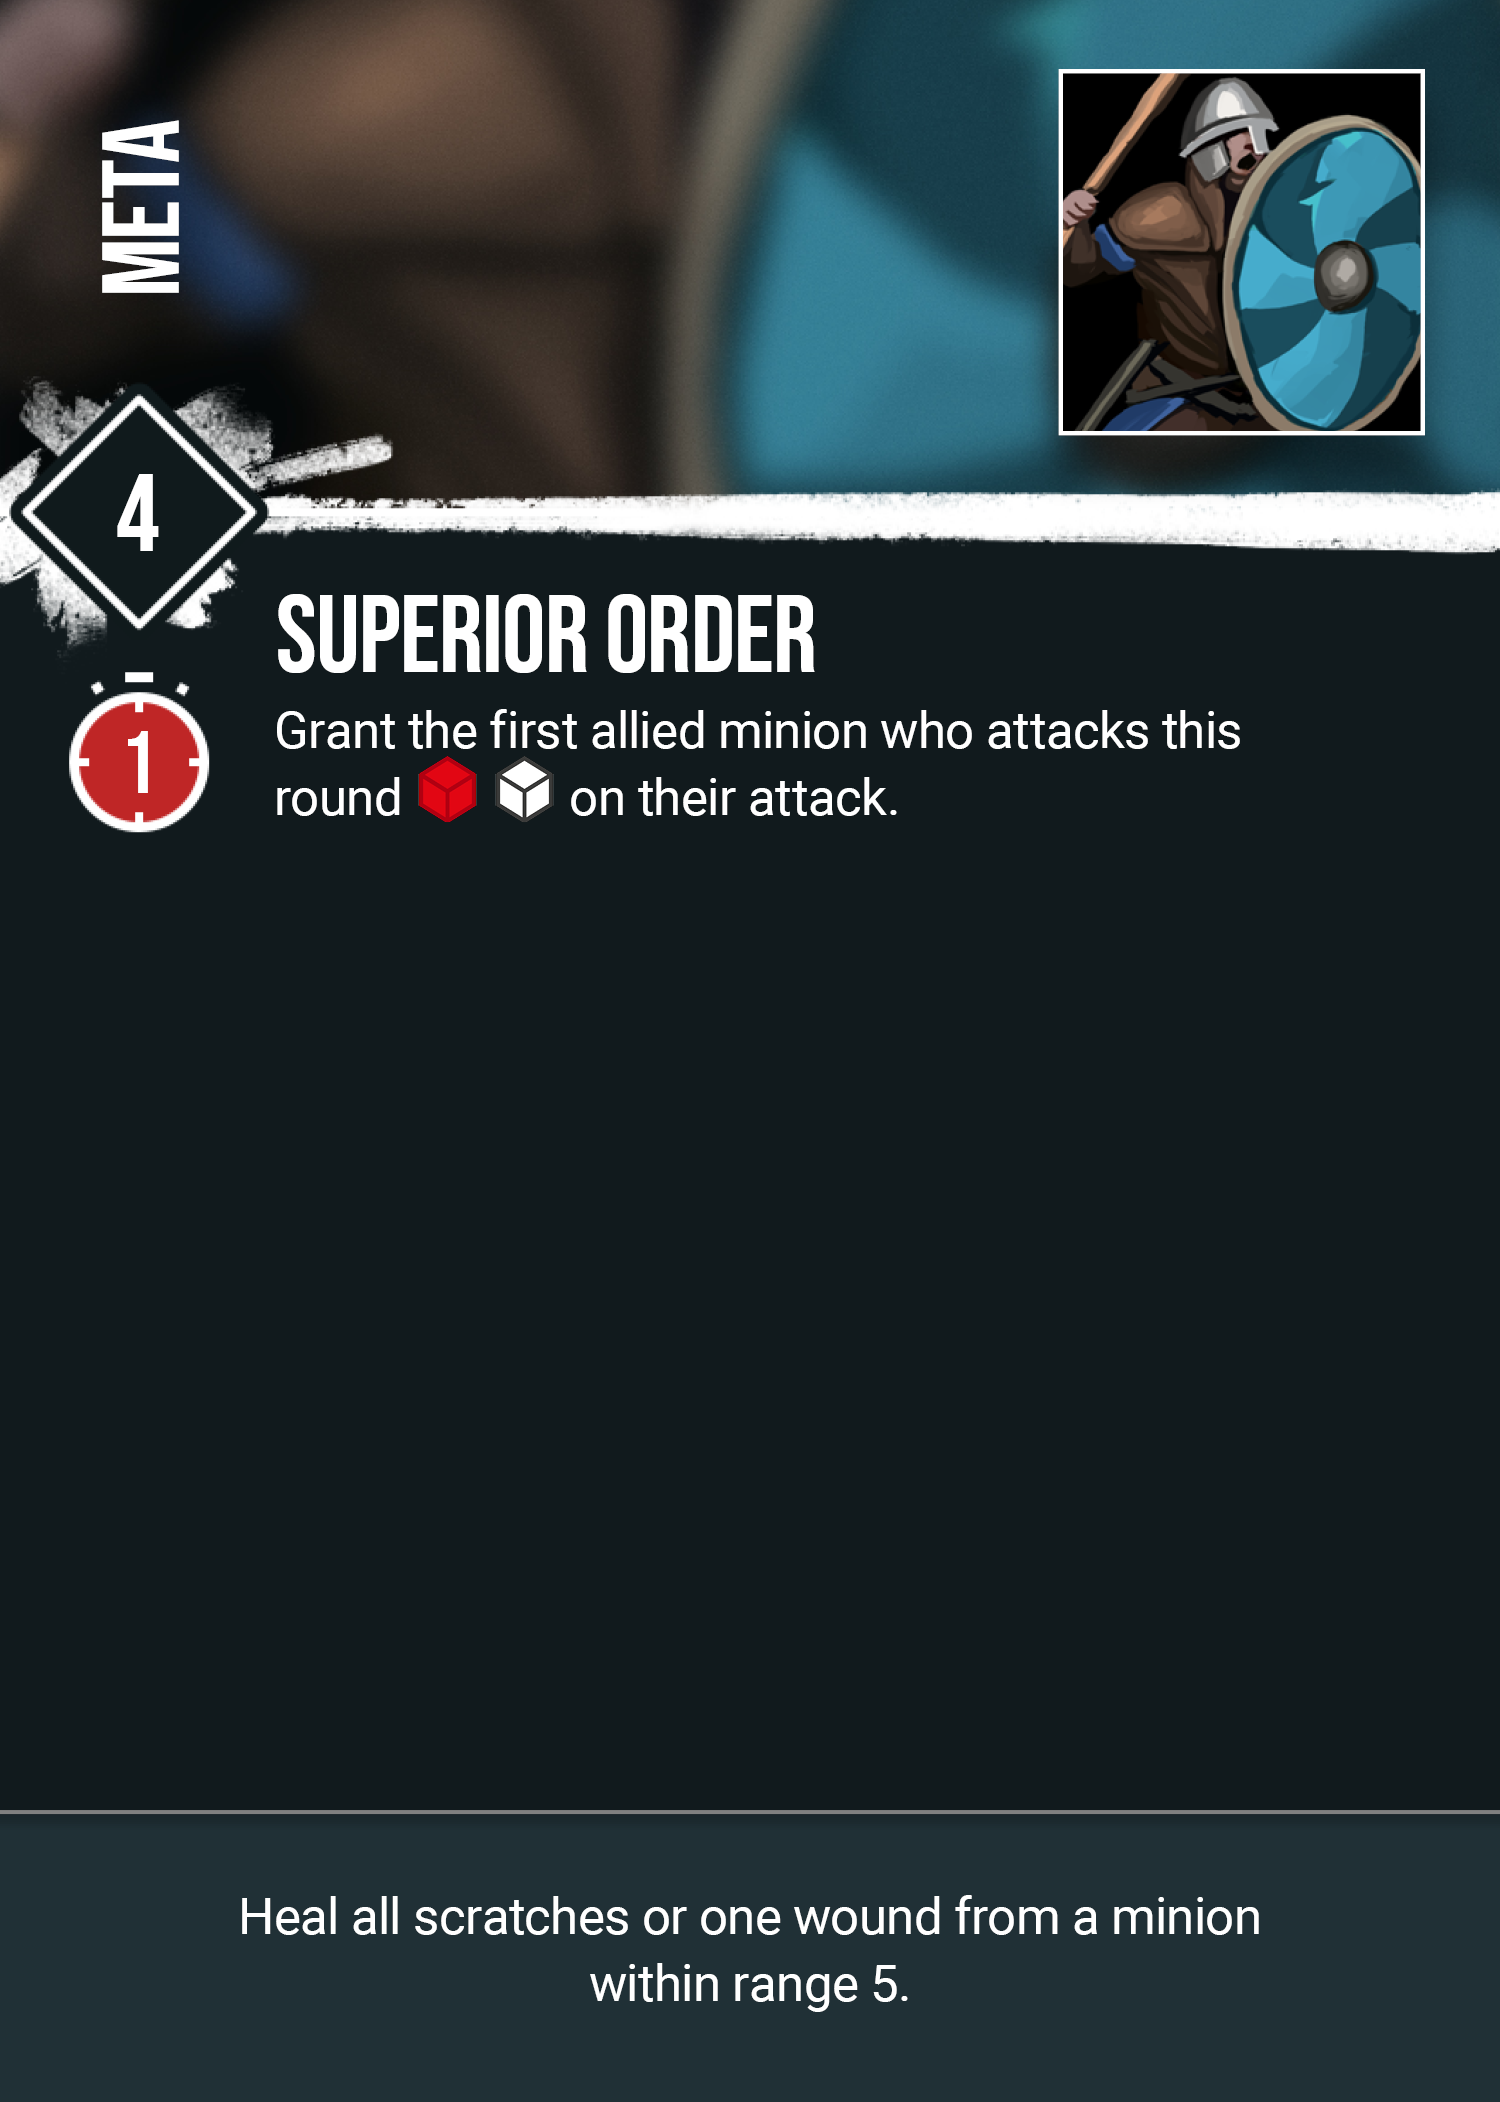 META
4
SUPERIOR ORDER
1
Grant the first allied minion who attacks this
round on their attack.
Heal all scratches or one wound from a minion
within range 5.